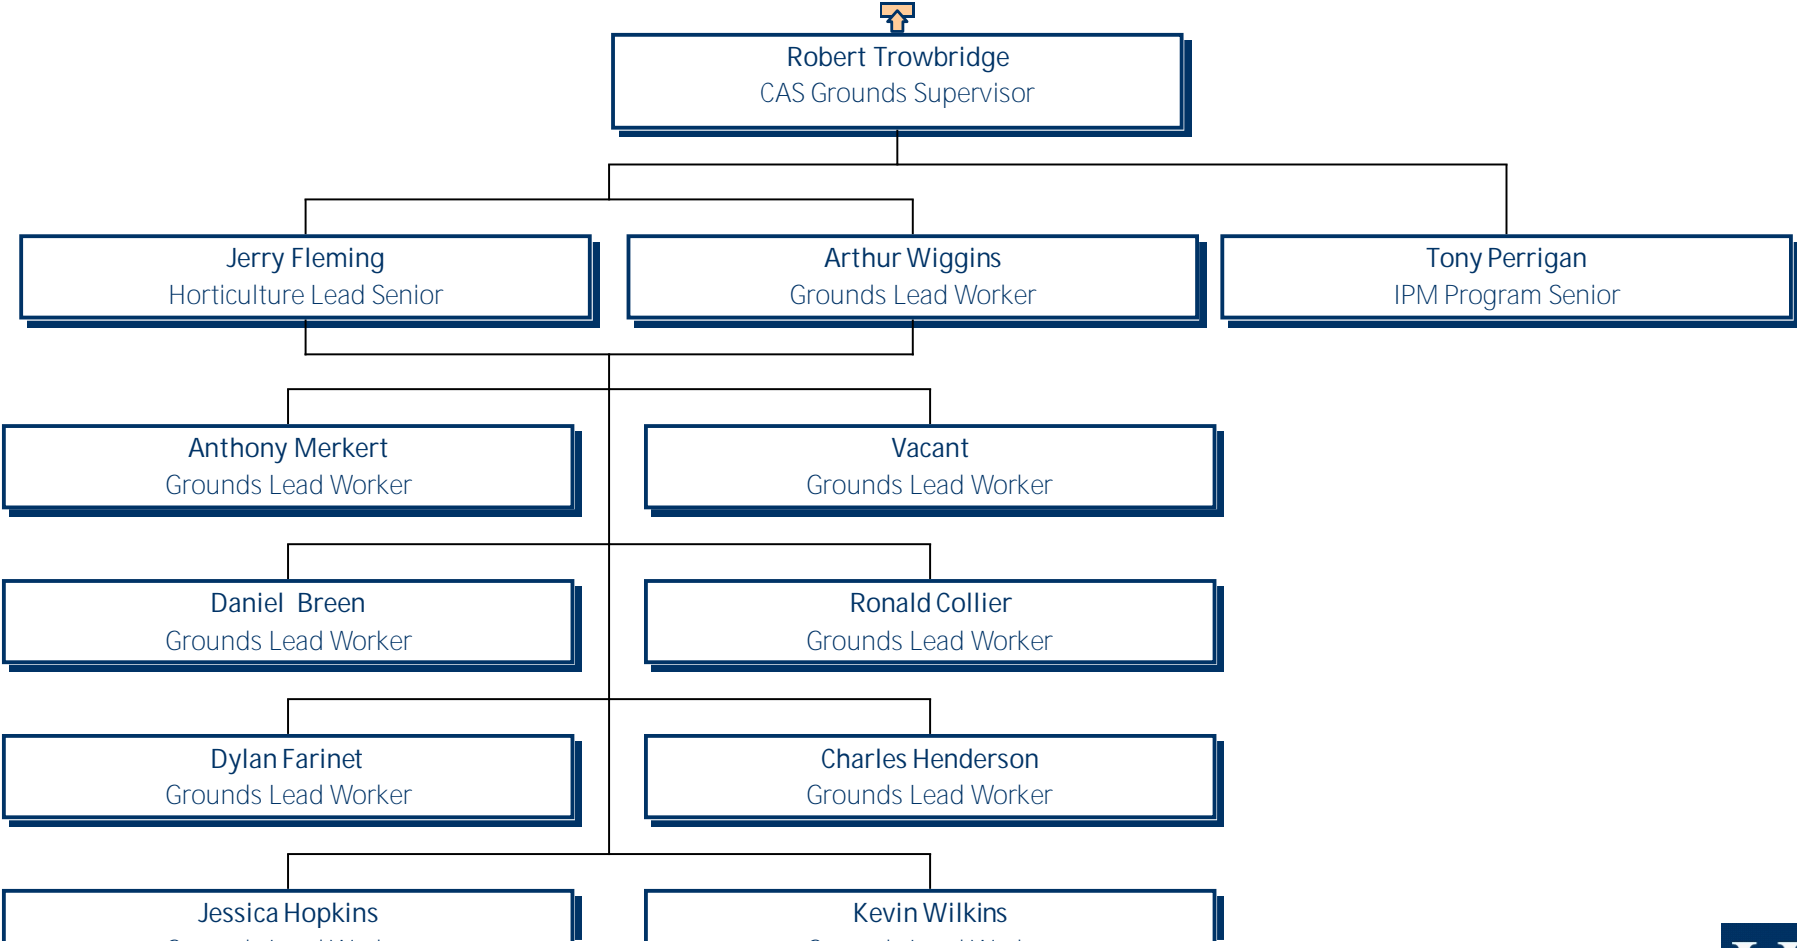 Robert Trowbridge
CAS Grounds Supervisor
Jerry Fleming
Horticulture Lead Senior
Arthur Wiggins
Grounds Lead Worker
Tony Perrigan
IPM Program Senior
Anthony Merkert
Grounds Lead Worker
Vacant
Grounds Lead Worker
Daniel Breen
Grounds Lead Worker
Ronald Collier
Grounds Lead Worker
Dylan Farinet
Grounds Lead Worker
Charles Henderson
Grounds Lead Worker
Jessica Hopkins
Kevin Wilkins